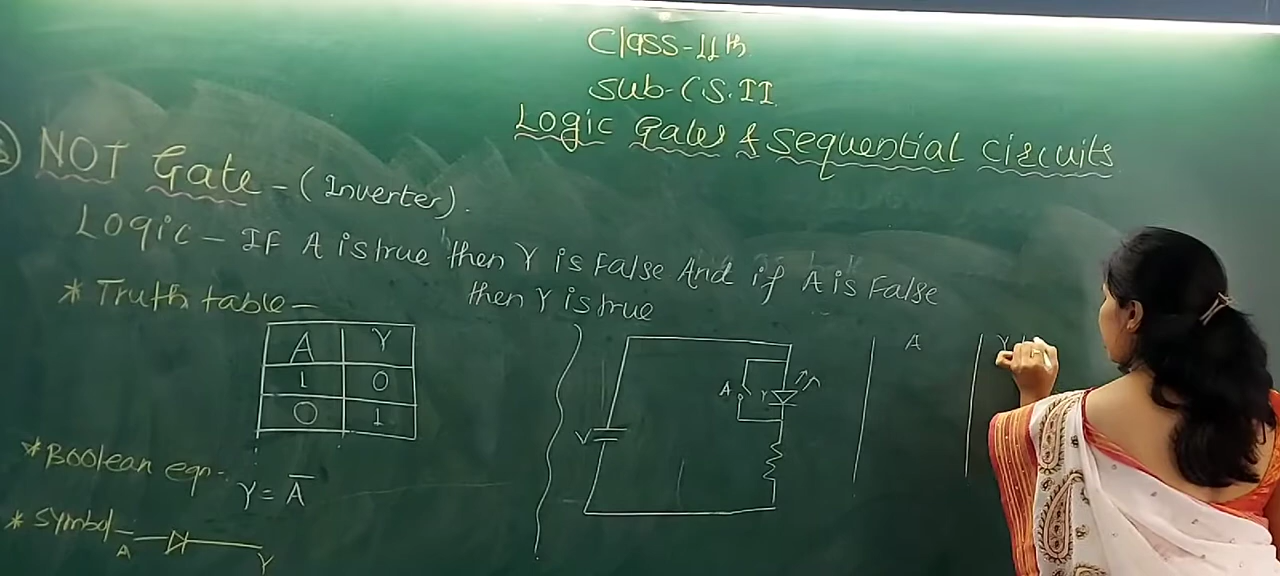 Class-11th
Sub-CS.II
Logic Gates & Sequential Circuits
NOT Gate - (Inverter).
Logic - IF A is true then Y is False And if A is False
then Y is true
* Truth table -
A Y
1 0
0 1
* Boolean eqn-
Y = A̅
* Symbol -
A Y
V A Y
A Y